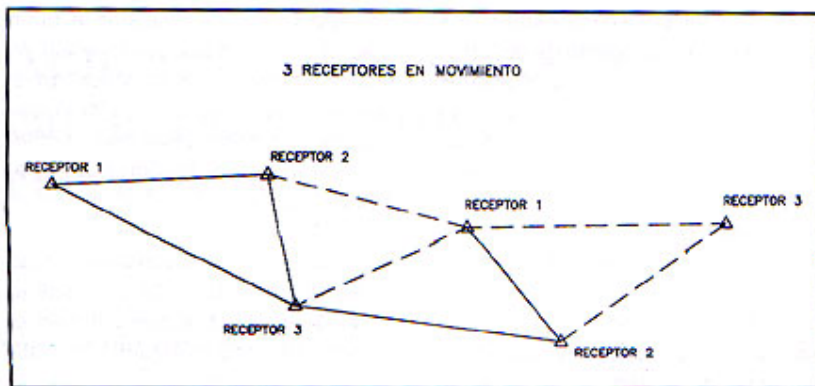 3 RECEPTORES EN MOVIMIENTO
RECEPTOR 1
RECEPTOR 2
RECEPTOR 1
RECEPTOR 3
RECEPTOR 3
RECEPTOR 2